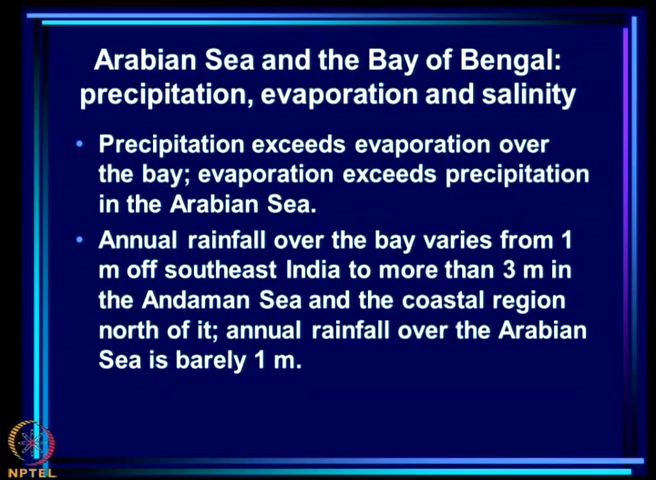 Arabian Sea and the Bay of Bengal:
precipitation, evaporation and salinity
• Precipitation exceeds evaporation over
the bay; evaporation exceeds precipitation
in the Arabian Sea.
• Annual rainfall over the bay varies from 1
m off southeast India to more than 3 m in
the Andaman Sea and the coastal region
north of it; annual rainfall over the Arabian
Sea is barely 1 m.
NPTEL